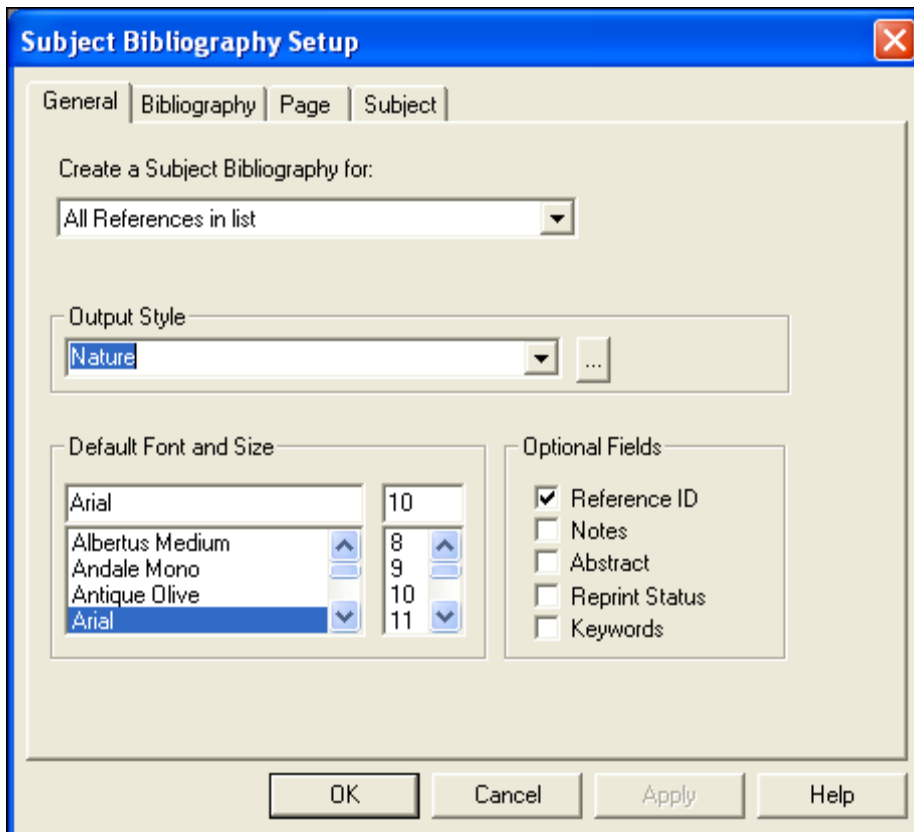 Subject Bibliography Setup
General Bibliography Page Subject
Create a Subject Bibliography for:
All References in list
Output Style
Nature
...
Default Font and Size
Arial 10
Albertus Medium 8
Andale Mono 9
Antique Olive 10
Arial 11
Optional Fields
Reference ID
Notes
Abstract
Reprint Status
Keywords
OK Cancel Apply Help